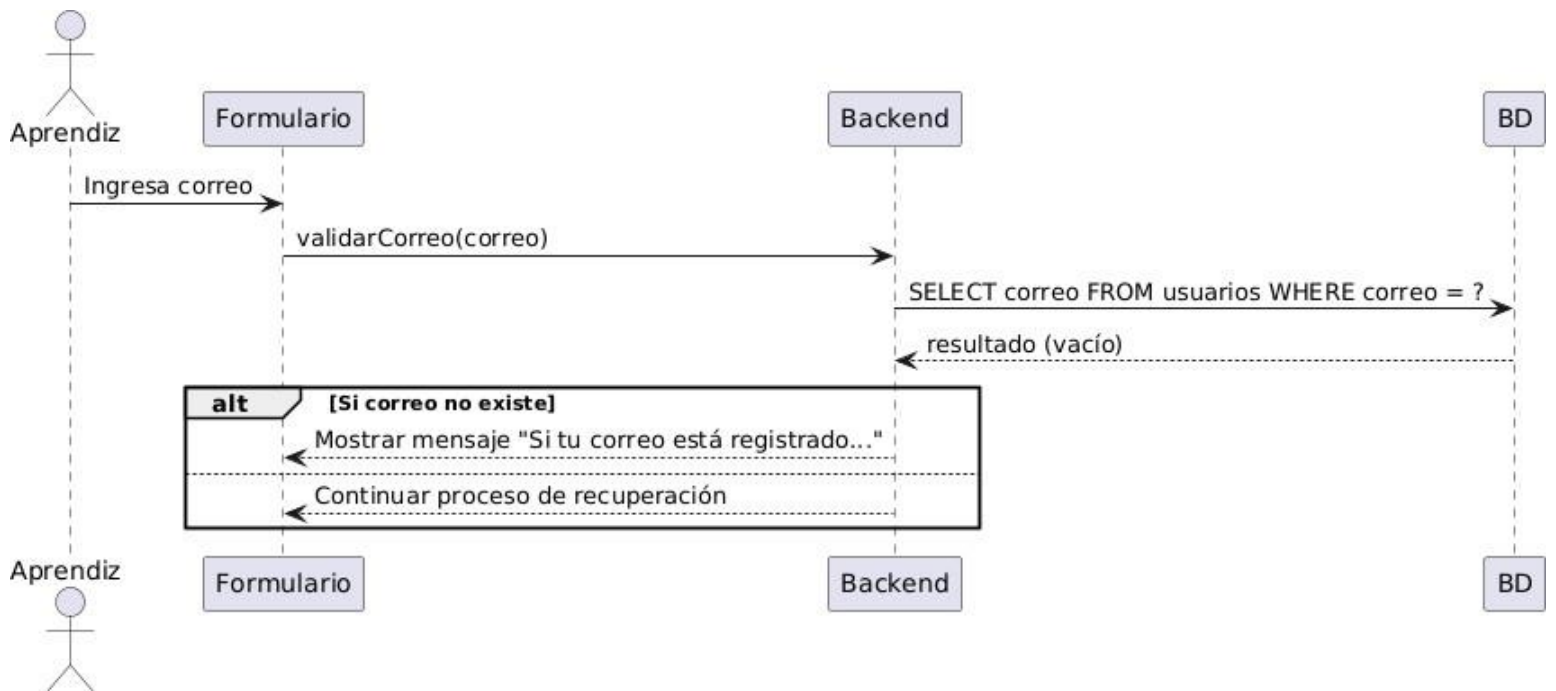 Aprendiz
Formulario
Backend
BD
Ingresa correo
validarCorreo(correo)
SELECT correo FROM usuarios WHERE correo = ?
resultado (vacío)
alt [Si correo no existe]
Mostrar mensaje "Si tu correo está registrado..."
Continuar proceso de recuperación
Aprendiz
Formulario
Backend
BD